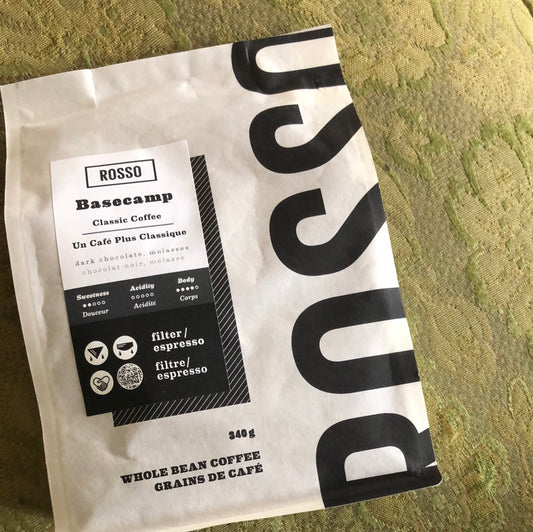 ROSSO
Basecamp
Classic Coffee
Un Café Plus Classique
dark chocolate, molasses
chocolat noir, mélasse
Sweetness
Douceur
Acidity
Acidité
Body
Corps
filter/
espresso
filtre/
espresso
340 g
WHOLE BEAN COFFEE
GRAINS DE CAFÉ
ROSSO